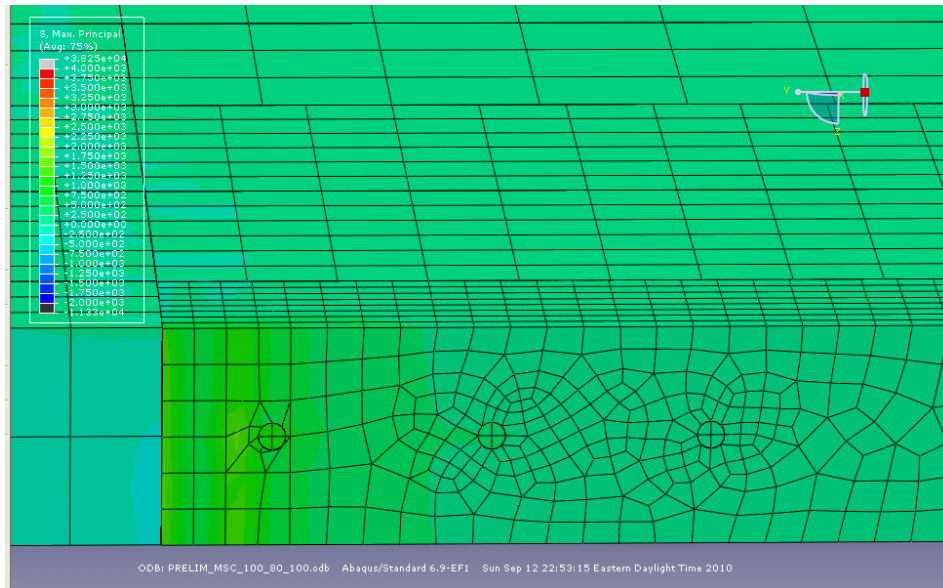 S, Max. Principal
(Avg: 75%)
+3.825e+04
+4.000e+03
+3.750e+03
+3.500e+03
+3.250e+03
+3.000e+03
+2.750e+03
+2.500e+03
+2.250e+03
+2.000e+03
+1.750e+03
+1.500e+03
+1.250e+03
+1.000e+03
+7.500e+02
+5.000e+02
+2.500e+02
+0.000e+00
-2.500e+02
-5.000e+02
-7.500e+02
-1.000e+03
-1.250e+03
-1.500e+03
-1.750e+03
-2.000e+03
-1.133e+04
Y
X
Z
ODB: PRELIM_MSC_100_80_100.odb Abaqus/Standard 6.9-EF1 Sun Sep 12 22:53:15 Eastern Daylight Time 2010